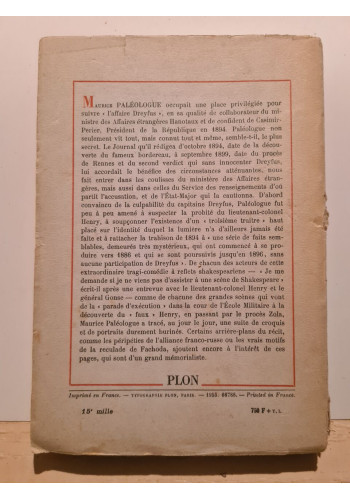 MAURICE PALÉOLOGUE occupait une place privilégiée pour
suivre « l'affaire Dreyfus », en sa qualité de collaborateur du mi-
nistre des Affaires étrangères Hanotaux et de confident de Casimir-
Perier, Président de la République en 1894. Paléologue non
seulement vit tout, mais connut tout et même, semble-t-il, le plus
secret. Le Journal qu'il rédigea d'octobre 1894, date de la décou-
verte du fameux bordereau, à septembre 1899, date du procès
de Rennes et du second verdict qui sans innocenter Dreyfus,
lui accordait le bénéfice des circonstances atténuantes, nous
fait entrer dans les coulisses du ministère des Affaires étran-
gères, mais aussi dans celles du Service des renseignements d'où
partit l'accusation, et de l'État-Major qui la cautionna. D'abord
convaincu de la culpabilité du capitaine Dreyfus, Paléologue fut
peu à peu amené à suspecter la probité du lieutenant-colonel
Henry, à soupçonner l'existence d'un « troisième traître » haut
placé sur l'identité duquel la lumière n'a d'ailleurs jamais été
faite et à rattacher la trahison de 1894 à « une série de faits sem-
blables, demeurés très mystérieux, qui ont commencé à se pro-
duire vers 1886 et se sont poursuivis jusqu'en 1896, sans
aucune participation de Dreyfus ». De chacun des acteurs de cette
extraordinaire tragi-comédie à reflets shakespeariens — « Je me
demande si je ne viens pas d'assister à une scène de Shakespeare »
écrit-il après une entrevue avec le lieutenant-colonel Henry et le
général Gonse — comme de chacune des grandes scènes qui vont
de la « parade d'exécution » dans la cour de l'École Militaire à la
découverte du « faux » Henry, en passant par le procès Zola,
Maurice Paléologue a tracé, au jour le jour, une suite de croquis
et de portraits durement burinés. Certains arrière-plans du récit,
comme les péripéties de l'alliance franco-russe ou les vrais motifs
de la reculade de Fachoda, ajoutent encore à l'intérêt de ces
pages, qui sont d'un grand mémorialiste.
PLON
Imprimé en France. — TYPOGRAPHIE PLON, PARIS. — 1955. 66789. — Printed in France.
15e mille
750 F + T. L.